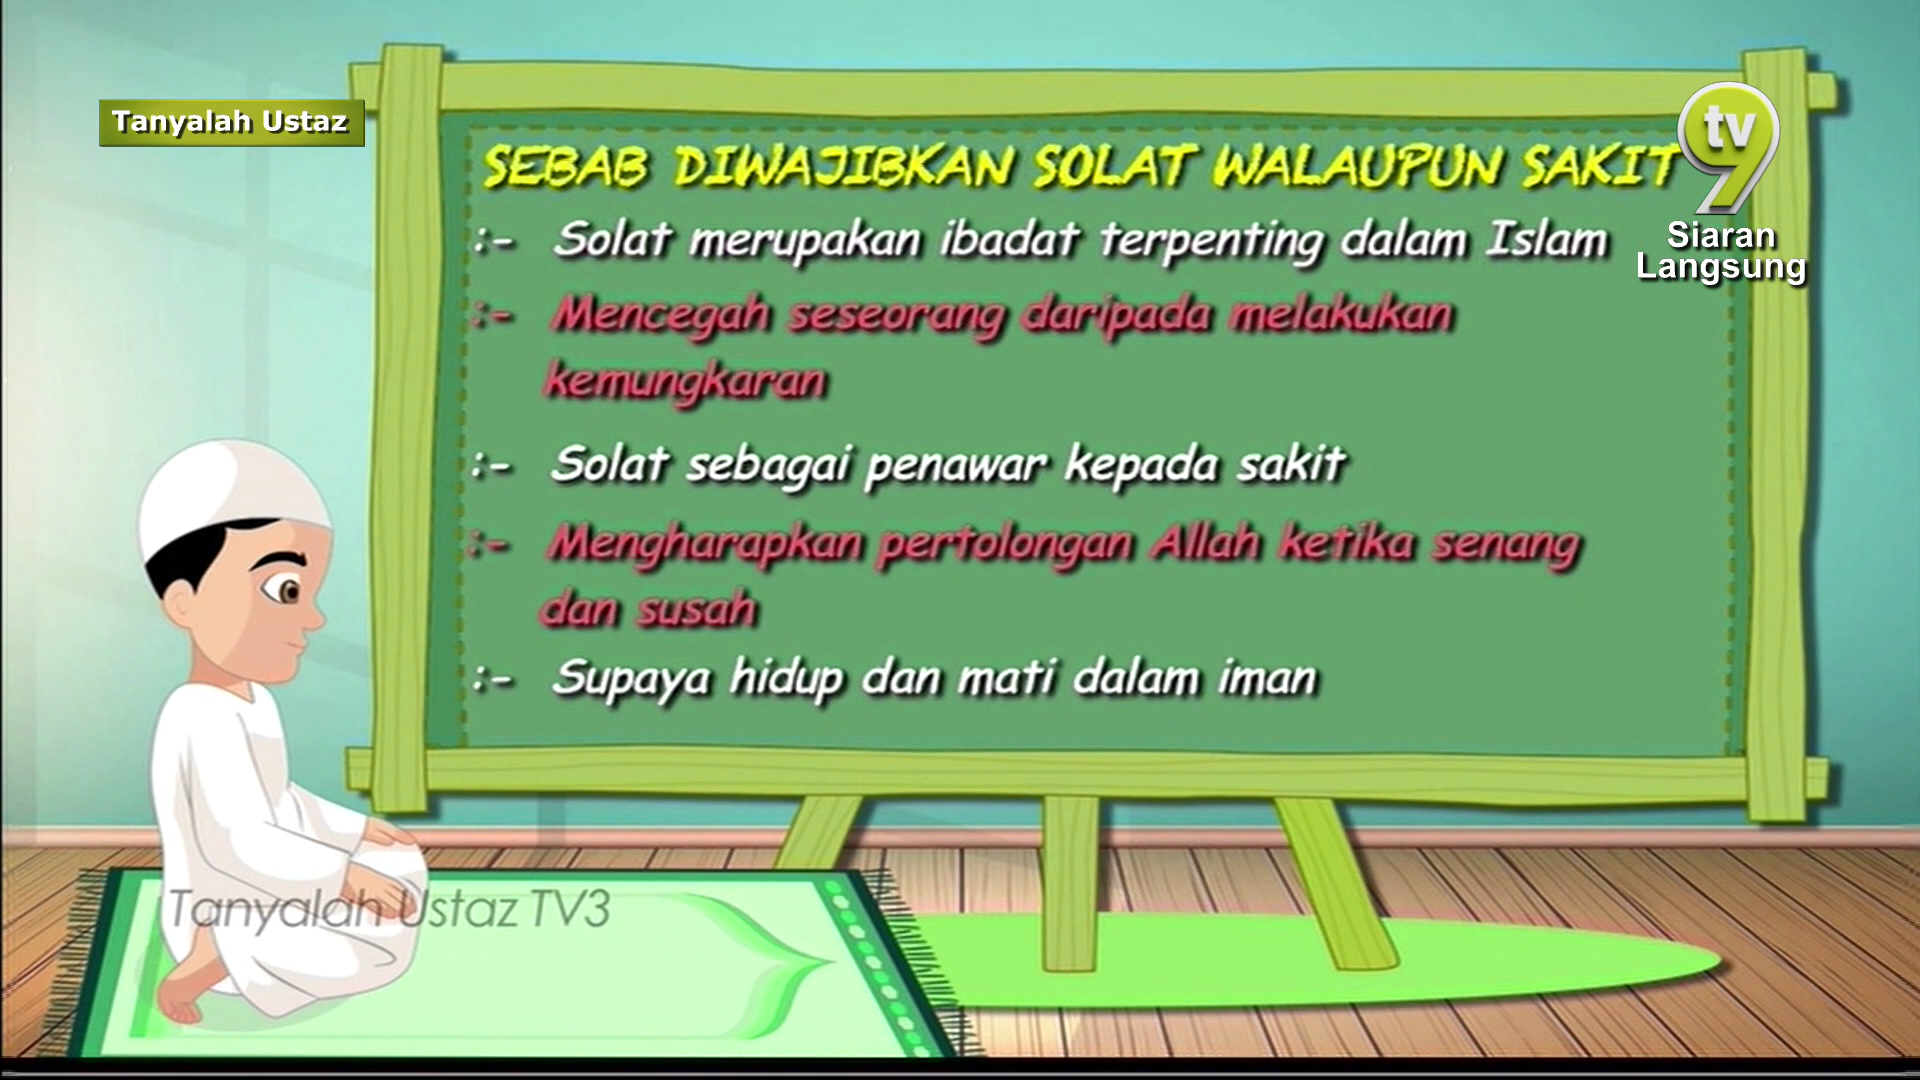 Tanyalah Ustaz
tv9
Siaran
Langsung
SEBAB DIWAJIBKAN SOLAT WALAUPUN SAKIT
:- Solat merupakan ibadat terpenting dalam Islam
:- Mencegah seseorang daripada melakukan
kemungkaran
:- Solat sebagai penawar kepada sakit
:- Mengharapkan pertolongan Allah ketika senang
dan susah
:- Supaya hidup dan mati dalam iman
Tanyalah Ustaz TV3